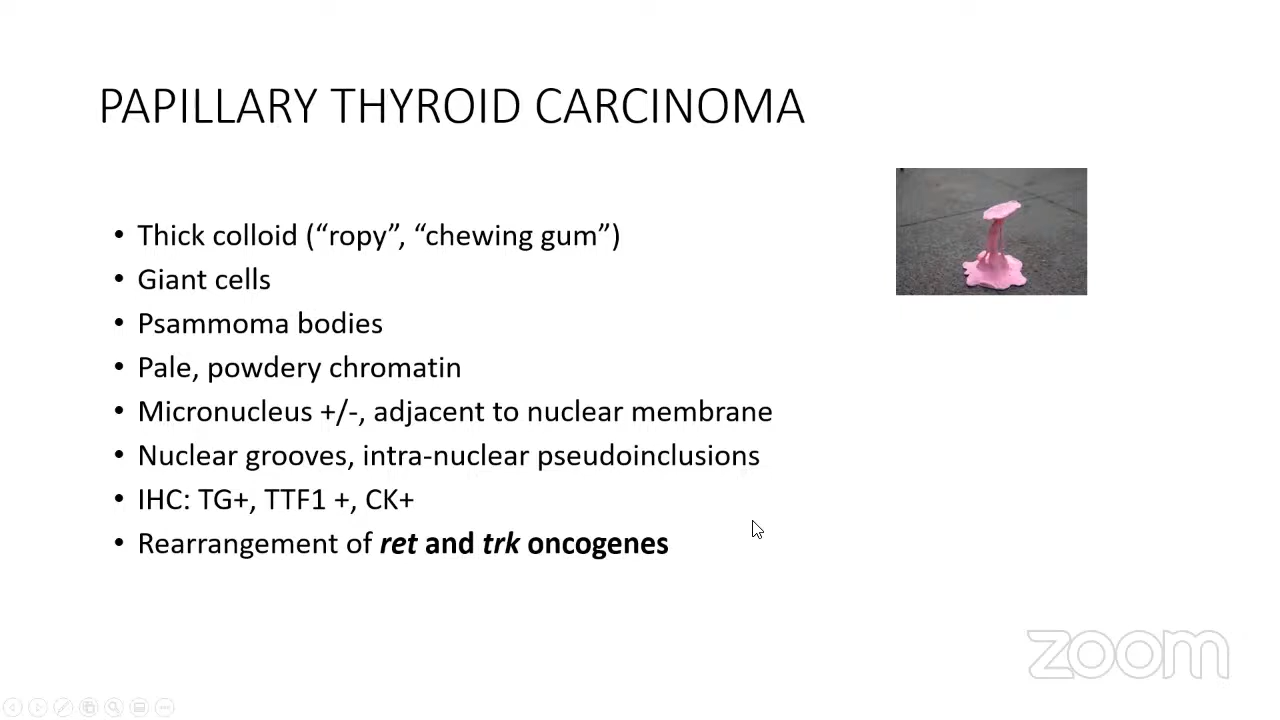 PAPILLARY THYROID CARCINOMA
• Thick colloid (“ropy”, “chewing gum”)
• Giant cells
• Psammoma bodies
• Pale, powdery chromatin
• Micronucleus +/-, adjacent to nuclear membrane
• Nuclear grooves, intra-nuclear pseudoinclusions
• IHC: TG+, TTF1 +, CK+
• Rearrangement of ret and trk oncogenes
zoom